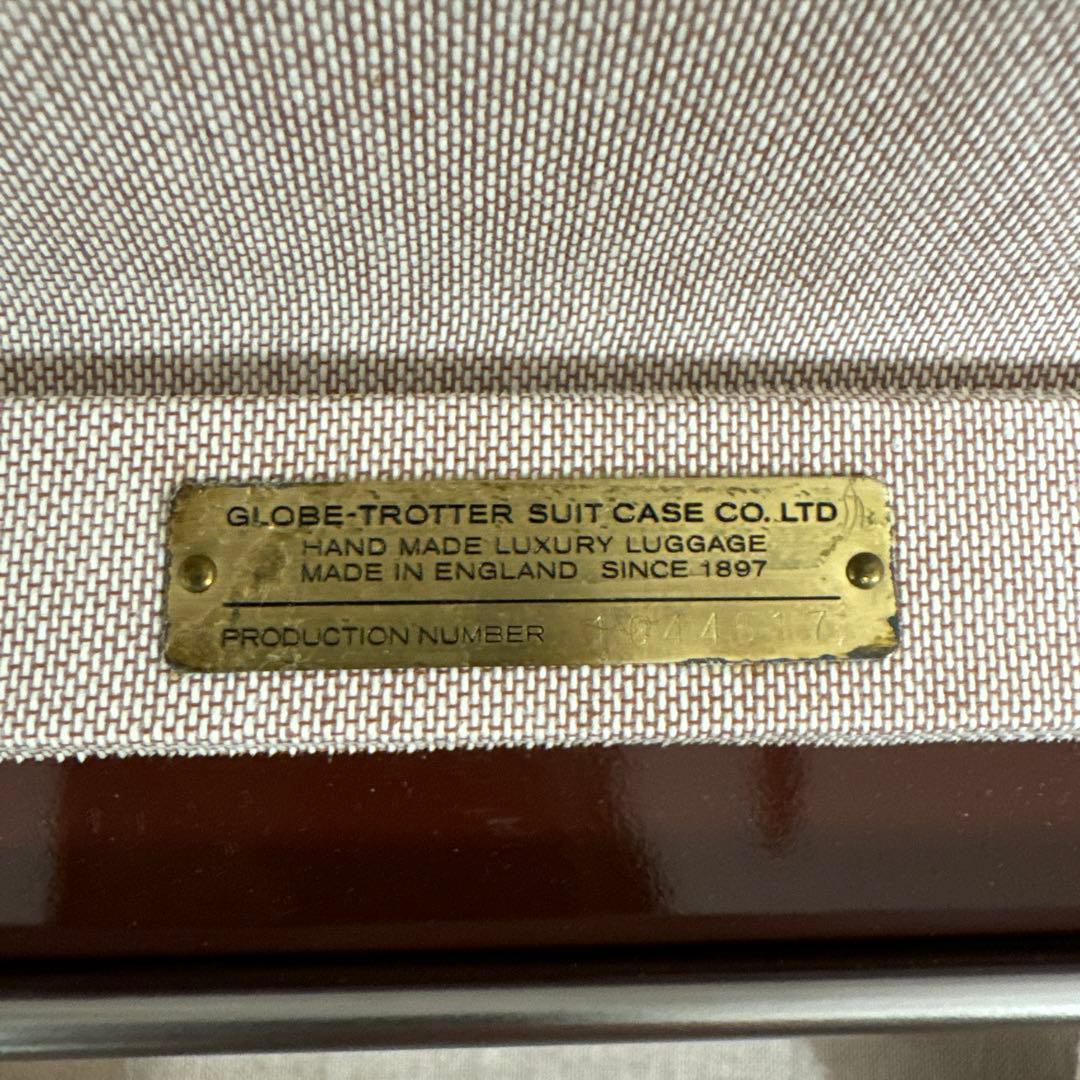 GLOBE-TROTTER SUIT CASE CO. LTD
HAND MADE LUXURY LUGGAGE
MADE IN ENGLAND SINCE 1897
PRODUCTION NUMBER